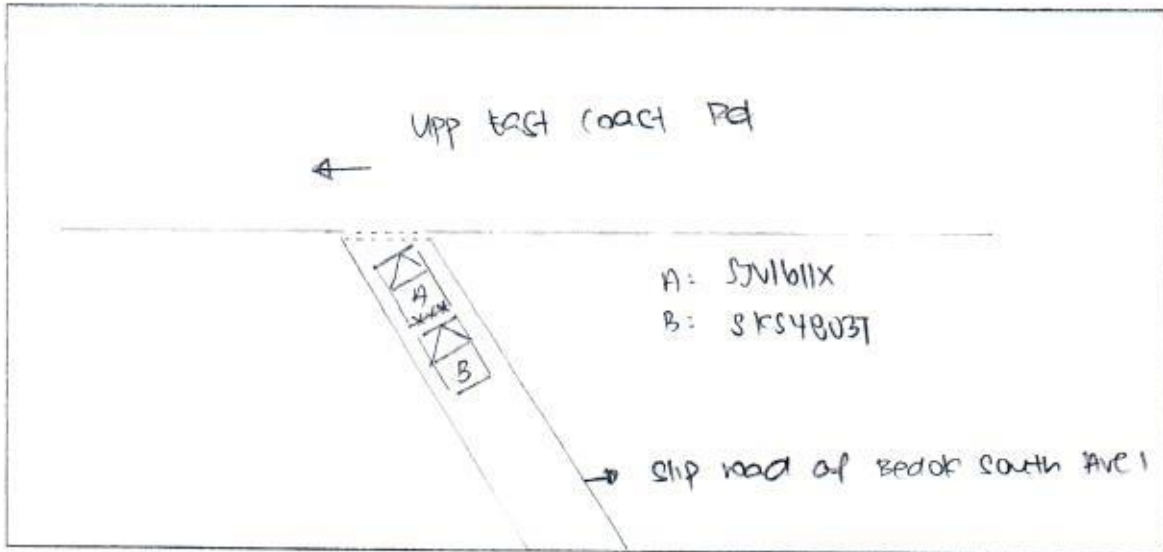 Upp East Coast Rd
A: SJV1611X
B: SKS4803T
A
B
slip road of Bedok South Ave 1